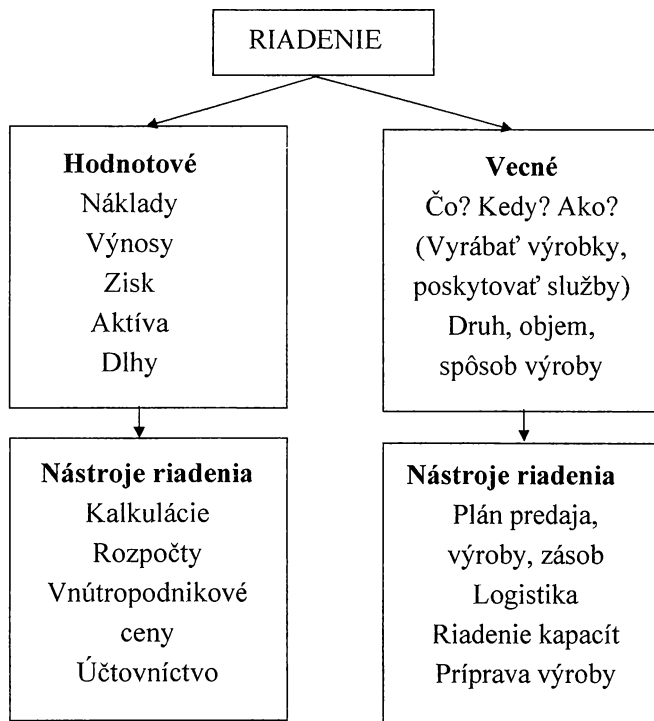 RIADENIE
Hodnotové
Náklady
Výnosy
Zisk
Aktíva
Dlhy
Vecné
Čo? Kedy? Ako?
(Vyrábať výrobky,
poskytovať služby)
Druh, objem,
spôsob výroby
Nástroje riadenia
Kalkulácie
Rozpočty
Vnútropodnikové
ceny
Účtovníctvo
Nástroje riadenia
Plán predaja,
výroby, zásob
Logistika
Riadenie kapacít
Príprava výroby